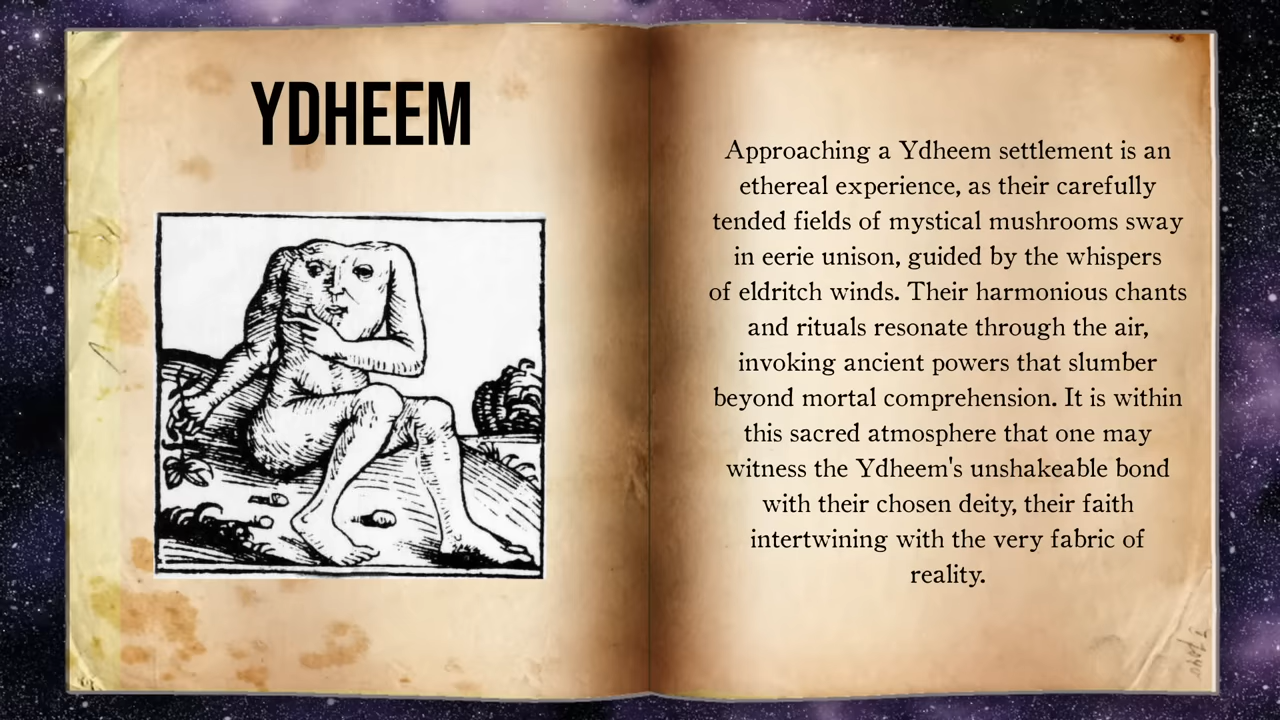 YDHEEM
Approaching a Ydheem settlement is an
ethereal experience, as their carefully
tended fields of mystical mushrooms sway
in eerie unison, guided by the whispers
of eldritch winds. Their harmonious chants
and rituals resonate through the air,
invoking ancient powers that slumber
beyond mortal comprehension. It is within
this sacred atmosphere that one may
witness the Ydheem's unshakeable bond
with their chosen deity, their faith
intertwining with the very fabric of
reality.